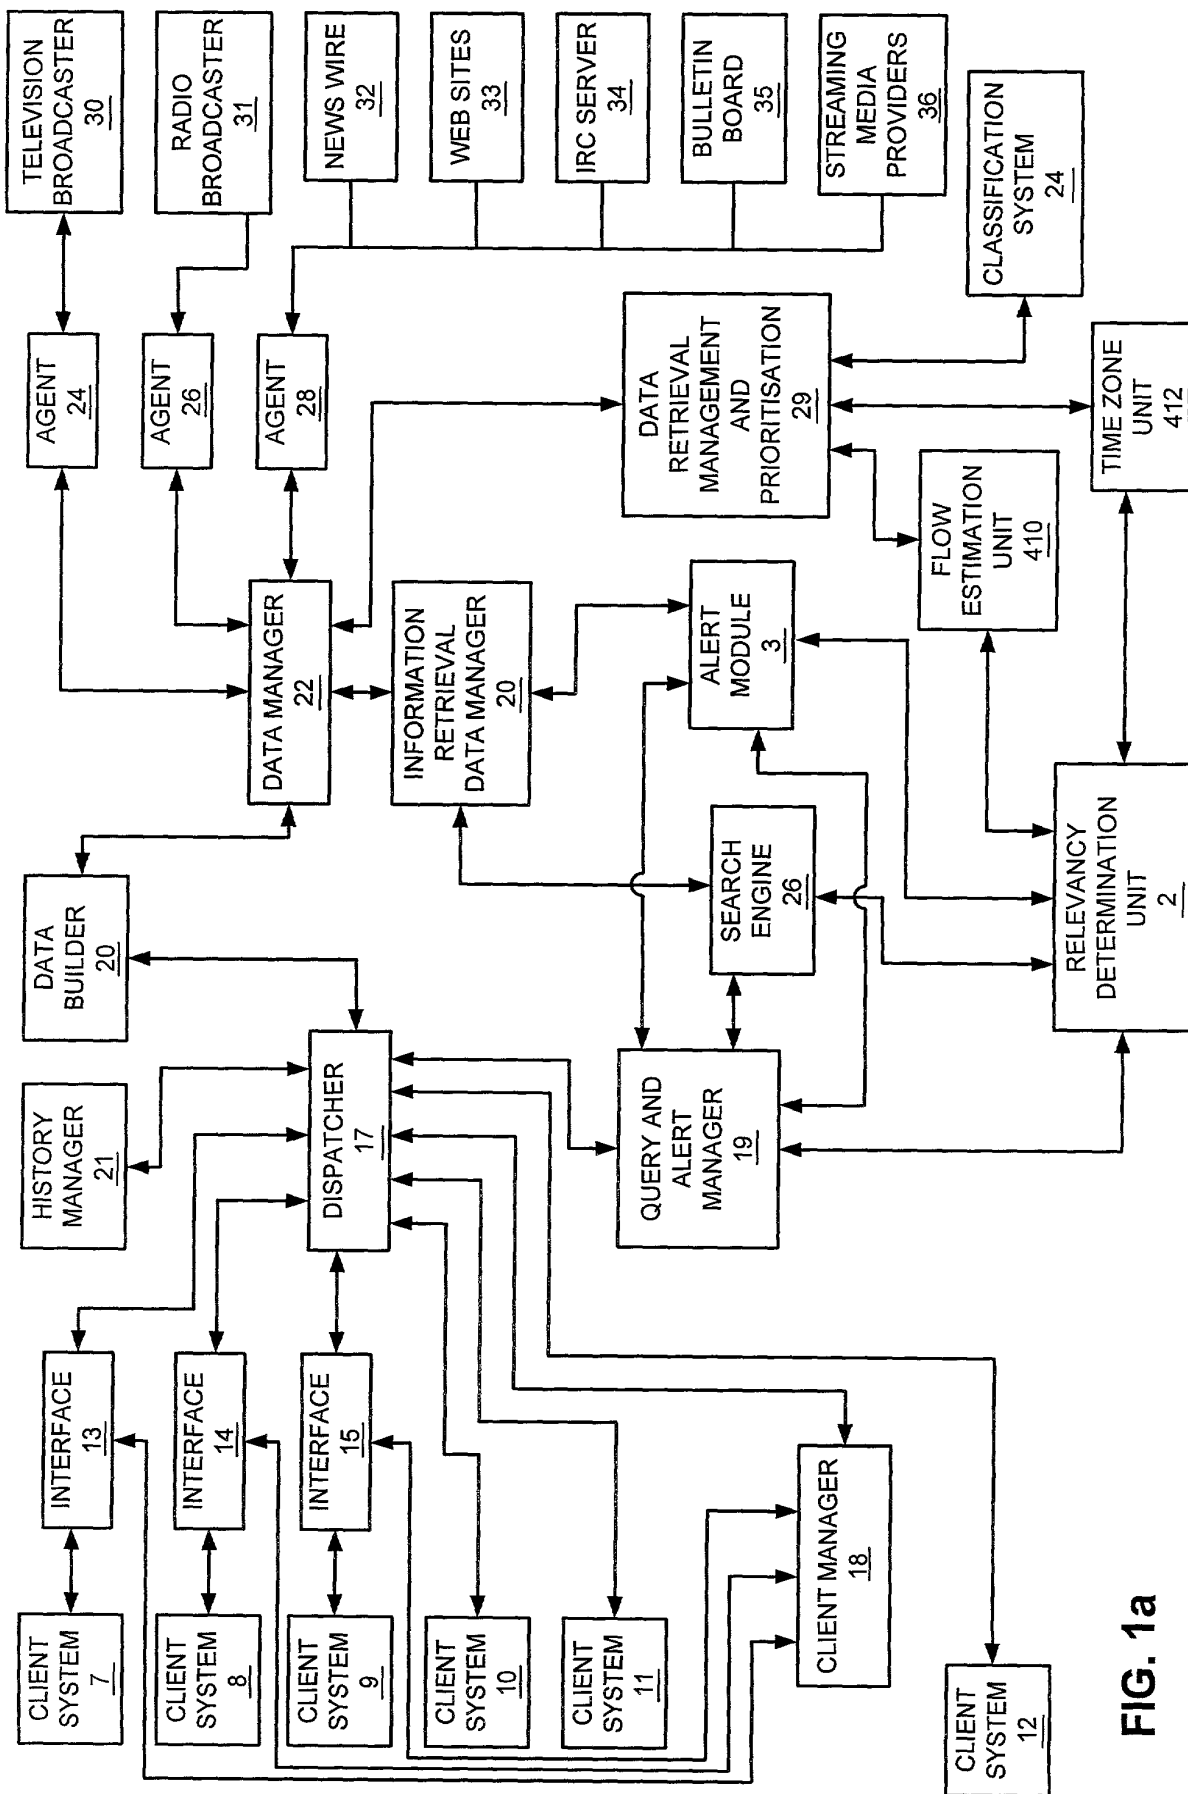 CLIENT
SYSTEM
7
CLIENT
SYSTEM
8
CLIENT
SYSTEM
9
CLIENT
SYSTEM
10
CLIENT
SYSTEM
11
CLIENT
SYSTEM
12
INTERFACE
13
INTERFACE
14
INTERFACE
15
CLIENT MANAGER
18
HISTORY
MANAGER
21
DISPATCHER
17
DATA
BUILDER
20
QUERY AND
ALERT
MANAGER
19
SEARCH
ENGINE
26
RELEVANCY
DETERMINATION
UNIT
2
DATA MANAGER
22
INFORMATION
RETRIEVAL
DATA MANAGER
20
ALERT
MODULE
3
FLOW
ESTIMATION
UNIT
410
TIME ZONE
UNIT
412
AGENT
24
AGENT
26
AGENT
28
DATA
RETRIEVAL
MANAGEMENT
AND
PRIORITISATION
29
TELEVISION
BROADCASTER
30
RADIO
BROADCASTER
31
NEWS WIRE
32
WEB SITES
33
IRC SERVER
34
BULLETIN
BOARD
35
STREAMING
MEDIA
PROVIDERS
36
CLASSIFICATION
SYSTEM
24
FIG. 1a